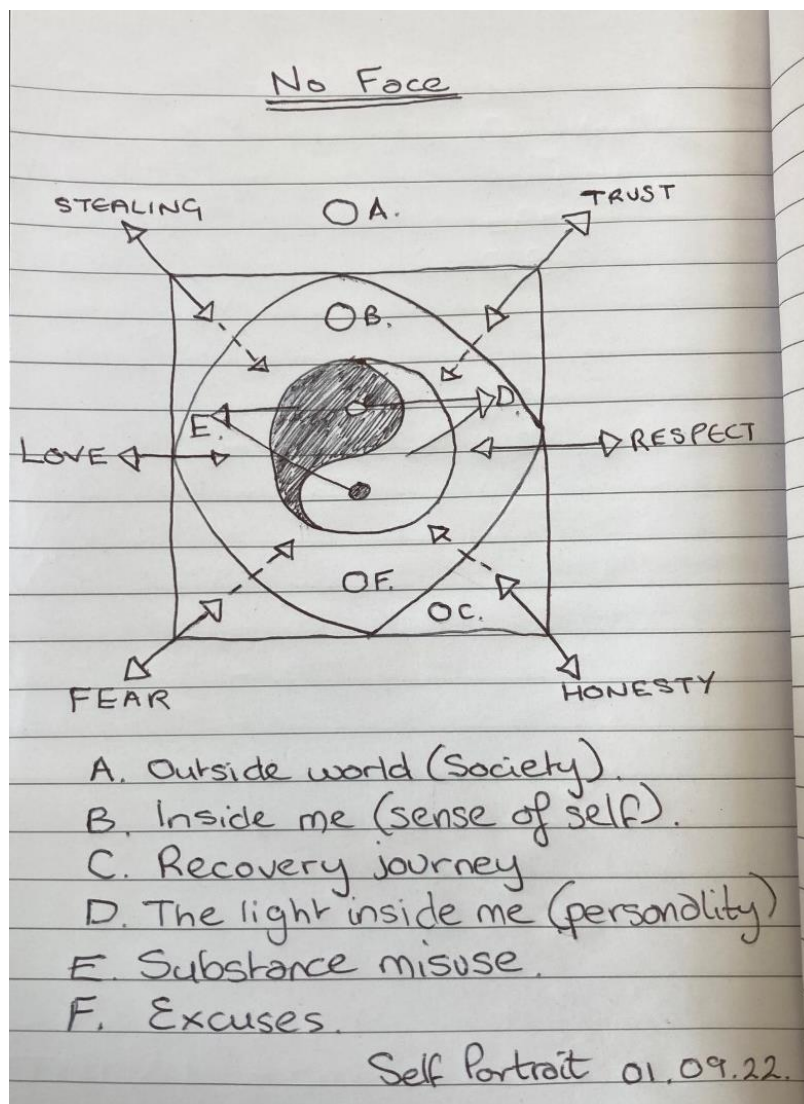 No Face
STEALING
A.
TRUST
B.
D.
E.
LOVE
RESPECT
F.
C.
FEAR
HONESTY
A. Outside world (Society).
B. Inside me (sense of self).
C. Recovery journey
D. The light inside me (personality)
E. Substance misuse.
F. Excuses.
Self Portrait 01.09.22.